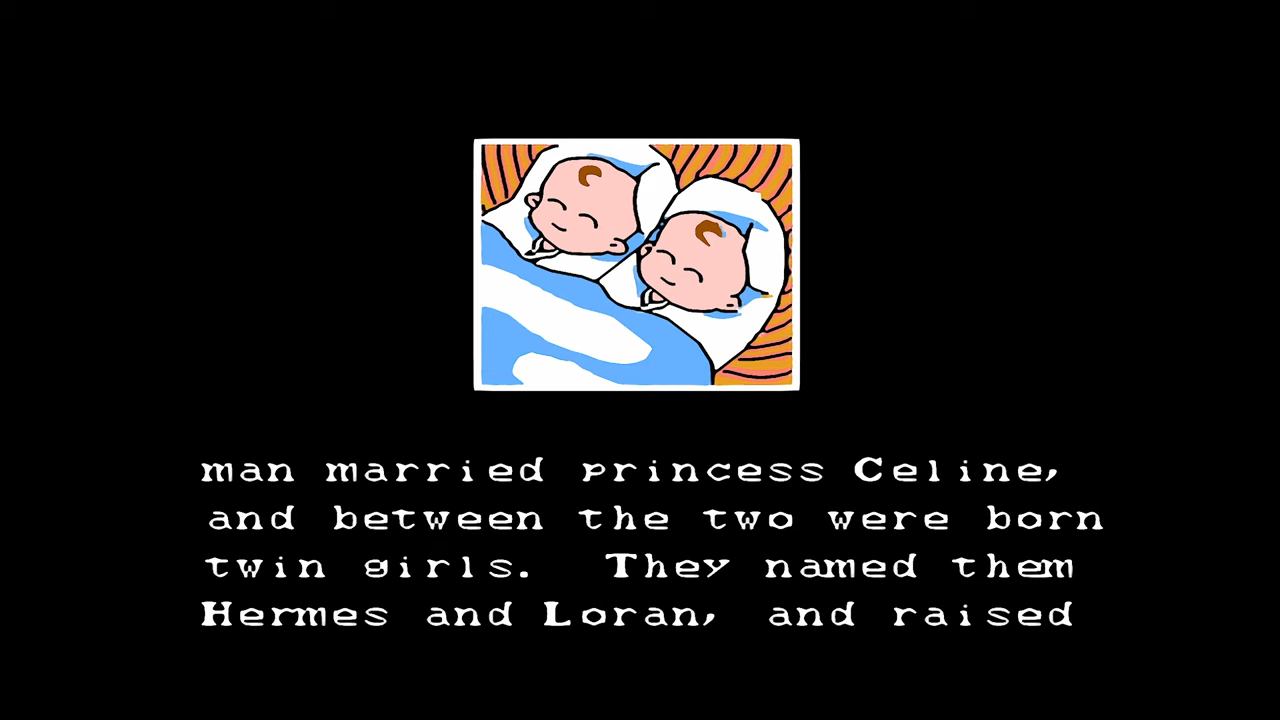 man married princess Celine,
and between the two were born
twin girls. They named them
Hermes and Loran, and raised